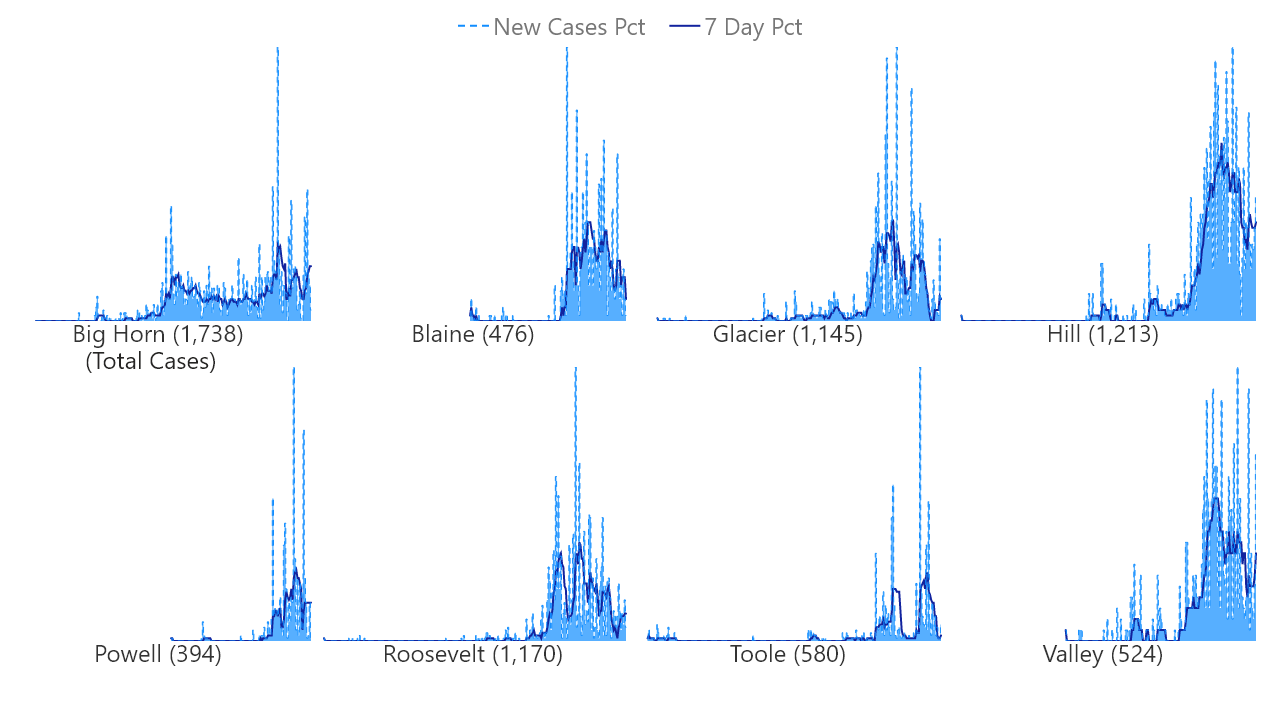 New Cases Pct 7 Day Pct
Big Horn (1,738)
(Total Cases)
Blaine (476)
Glacier (1,145)
Hill (1,213)
Powell (394)
Roosevelt (1,170)
Toole (580)
Valley (524)